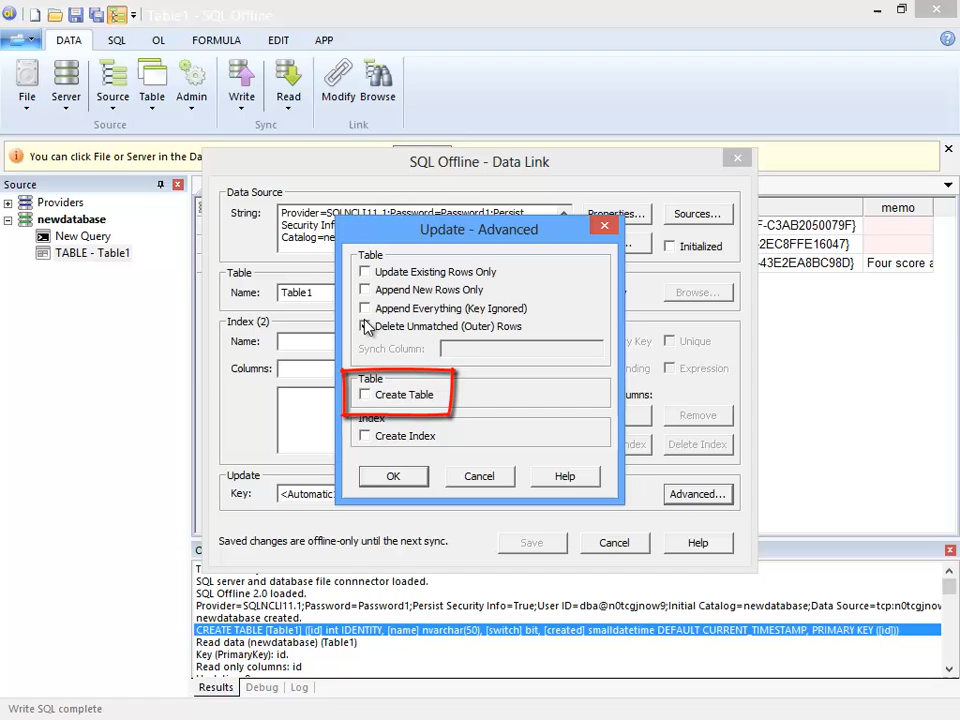 Table1 - SQL Offline
DATA SQL OL FORMULA EDIT APP
File Server Source Table Admin Write Read Modify Browse
Source Sync Link
You can click File or Server in the Da
Source
Providers
newdatabase
New Query
TABLE - Table1
SQL Offline - Data Link
Data Source
String:
Provider=SQLNCLI11.1;Password=Password1;Persist
Security Inf
Catalog=ne
Properties... Sources...
Initialized
Table
Name: Table1 Browse...
Index (2)
Name: Key Unique
Columns: nding Expression
umns:
Remove
ndex Delete Index
Update
Key: <Automatic Advanced...
Saved changes are offline-only until the next sync. Save Cancel Help
Update - Advanced
Table
Update Existing Rows Only
Append New Rows Only
Append Everything (Key Ignored)
Delete Unmatched (Outer) Rows
Synch Column:
Table
Create Table
Index
Create Index
OK Cancel Help
memo
F-C3AB2050079F}
2EC8FFE16047}
-43E2EA8BC98D} Four score a
SQL server and database file connnector loaded.
SQL Offline 2.0 loaded.
Provider=SQLNCLI11.1;Password=Password1;Persist Security Info=True;User ID=dba@n0tcgjnow9;Initial Catalog=newdatabase;Data Source=tcp:n0tcgjnow
newdatabase created.
CREATE TABLE [Table1] ([id] int IDENTITY, [name] nvarchar(50), [switch] bit, [created] smalldatetime DEFAULT CURRENT_TIMESTAMP, PRIMARY KEY ([id]))
Read data (newdatabase) (Table1)
Key (PrimaryKey): id.
Read only columns: id
Results Debug Log
Write SQL complete